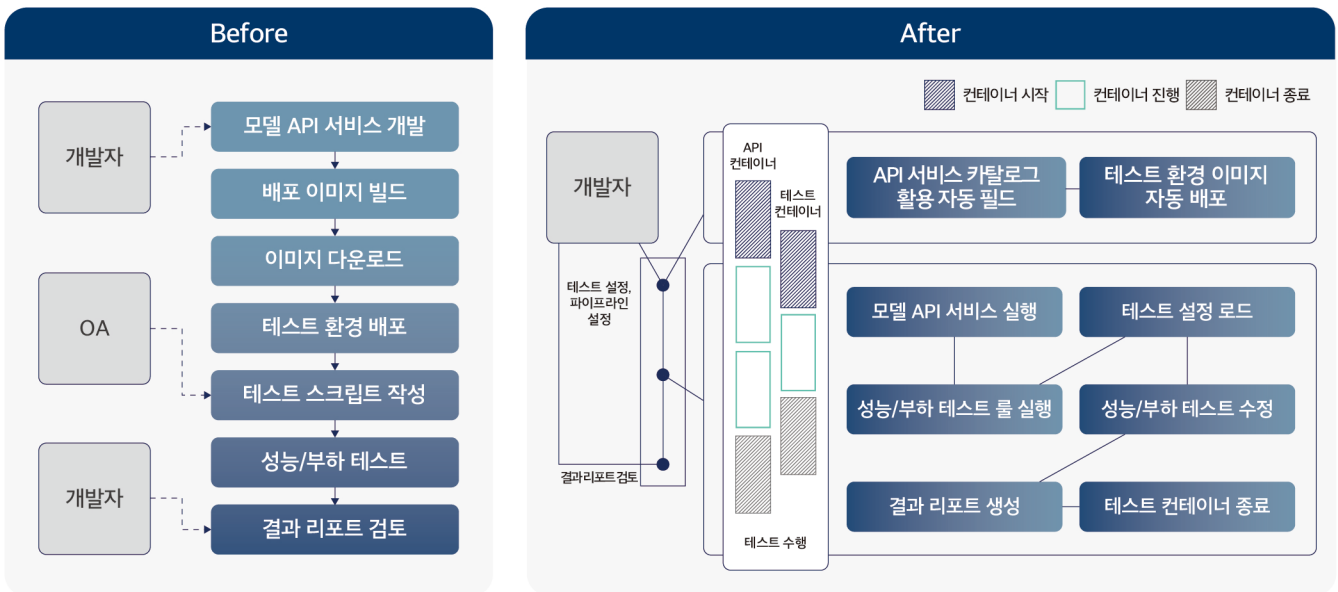 Before
개발자
모델 API 서비스 개발
배포 이미지 빌드
이미지 다운로드
OA
테스트 환경 배포
테스트 스크립트 작성
성능/부하 테스트
개발자
결과 리포트 검토
After
컨테이너 시작
컨테이너 진행
컨테이너 종료
개발자
테스트 설정,
파이프라인
설정
결과리포트검토
API
컨테이너
테스트
컨테이너
테스트 수행
API 서비스 카탈로그
활용 자동 필드
테스트 환경 이미지
자동 배포
모델 API 서비스 실행
테스트 설정 로드
성능/부하 테스트 룰 실행
성능/부하 테스트 수정
결과 리포트 생성
테스트 컨테이너 종료